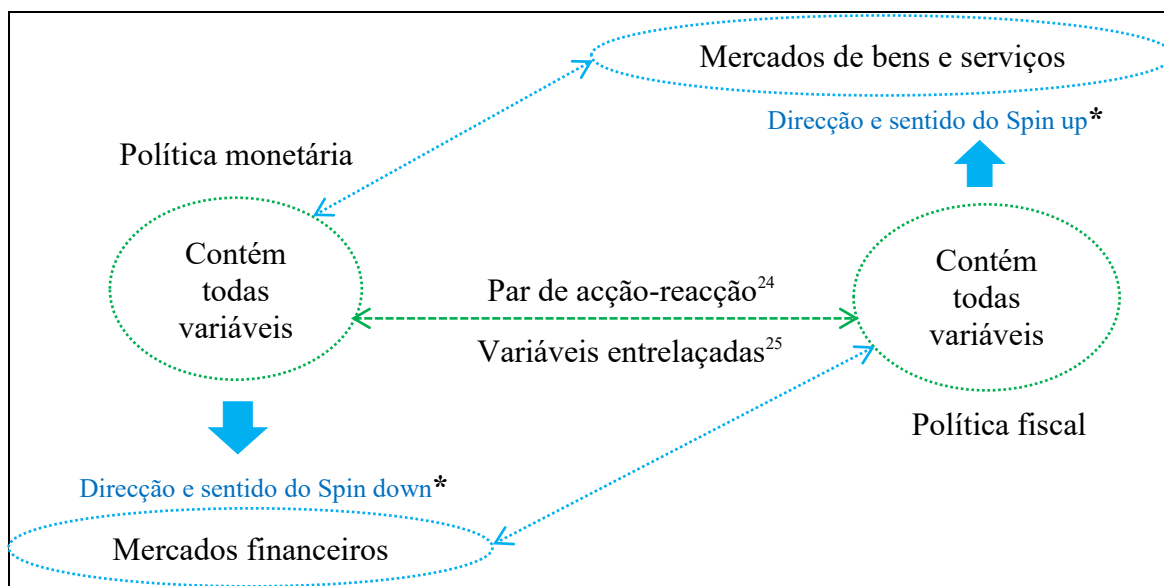 Mercados de bens e serviços
Direcção e sentido do Spin up*
Política monetária
Contém
todas
variáveis
Par de acção-reacção24
Variáveis entrelaçadas25
Contém
todas
variáveis
Política fiscal
Direcção e sentido do Spin down*
Mercados financeiros